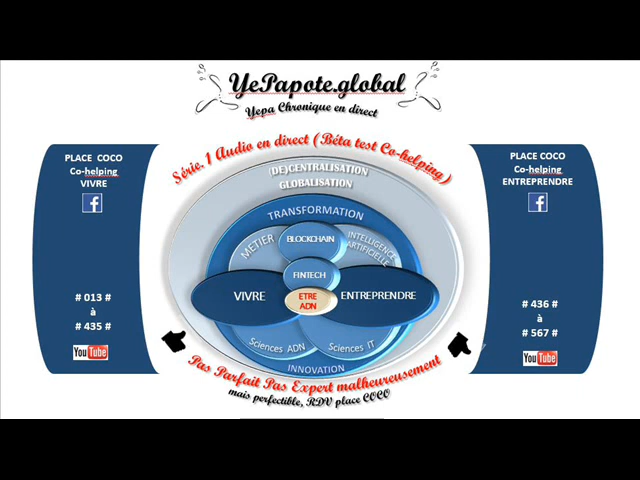 YePapote.global
Yepa Chronique en direct
Série, 1 Audio en direct ( Béta test Co-helping)
PLACE COCO
Co-helping
VIVRE
f
# 013 #
à
# 435 #
YouTube
(DE)CENTRALISATION
GLOBALISATION
TRANSFORMATION
METIER
BLOCKCHAIN
INTELLIGENCE
ARTIFICIELLE
FINTECH
VIVRE
ETRE
ADN
ENTREPRENDRE
Sciences ADN
Sciences IT
INNOVATION
PLACE COCO
Co-helping
ENTREPRENDRE
f
# 436 #
à
# 567 #
YouTube
Pas Parfait Pas Expert malheureusement
mais perfectible, RDV place COCO